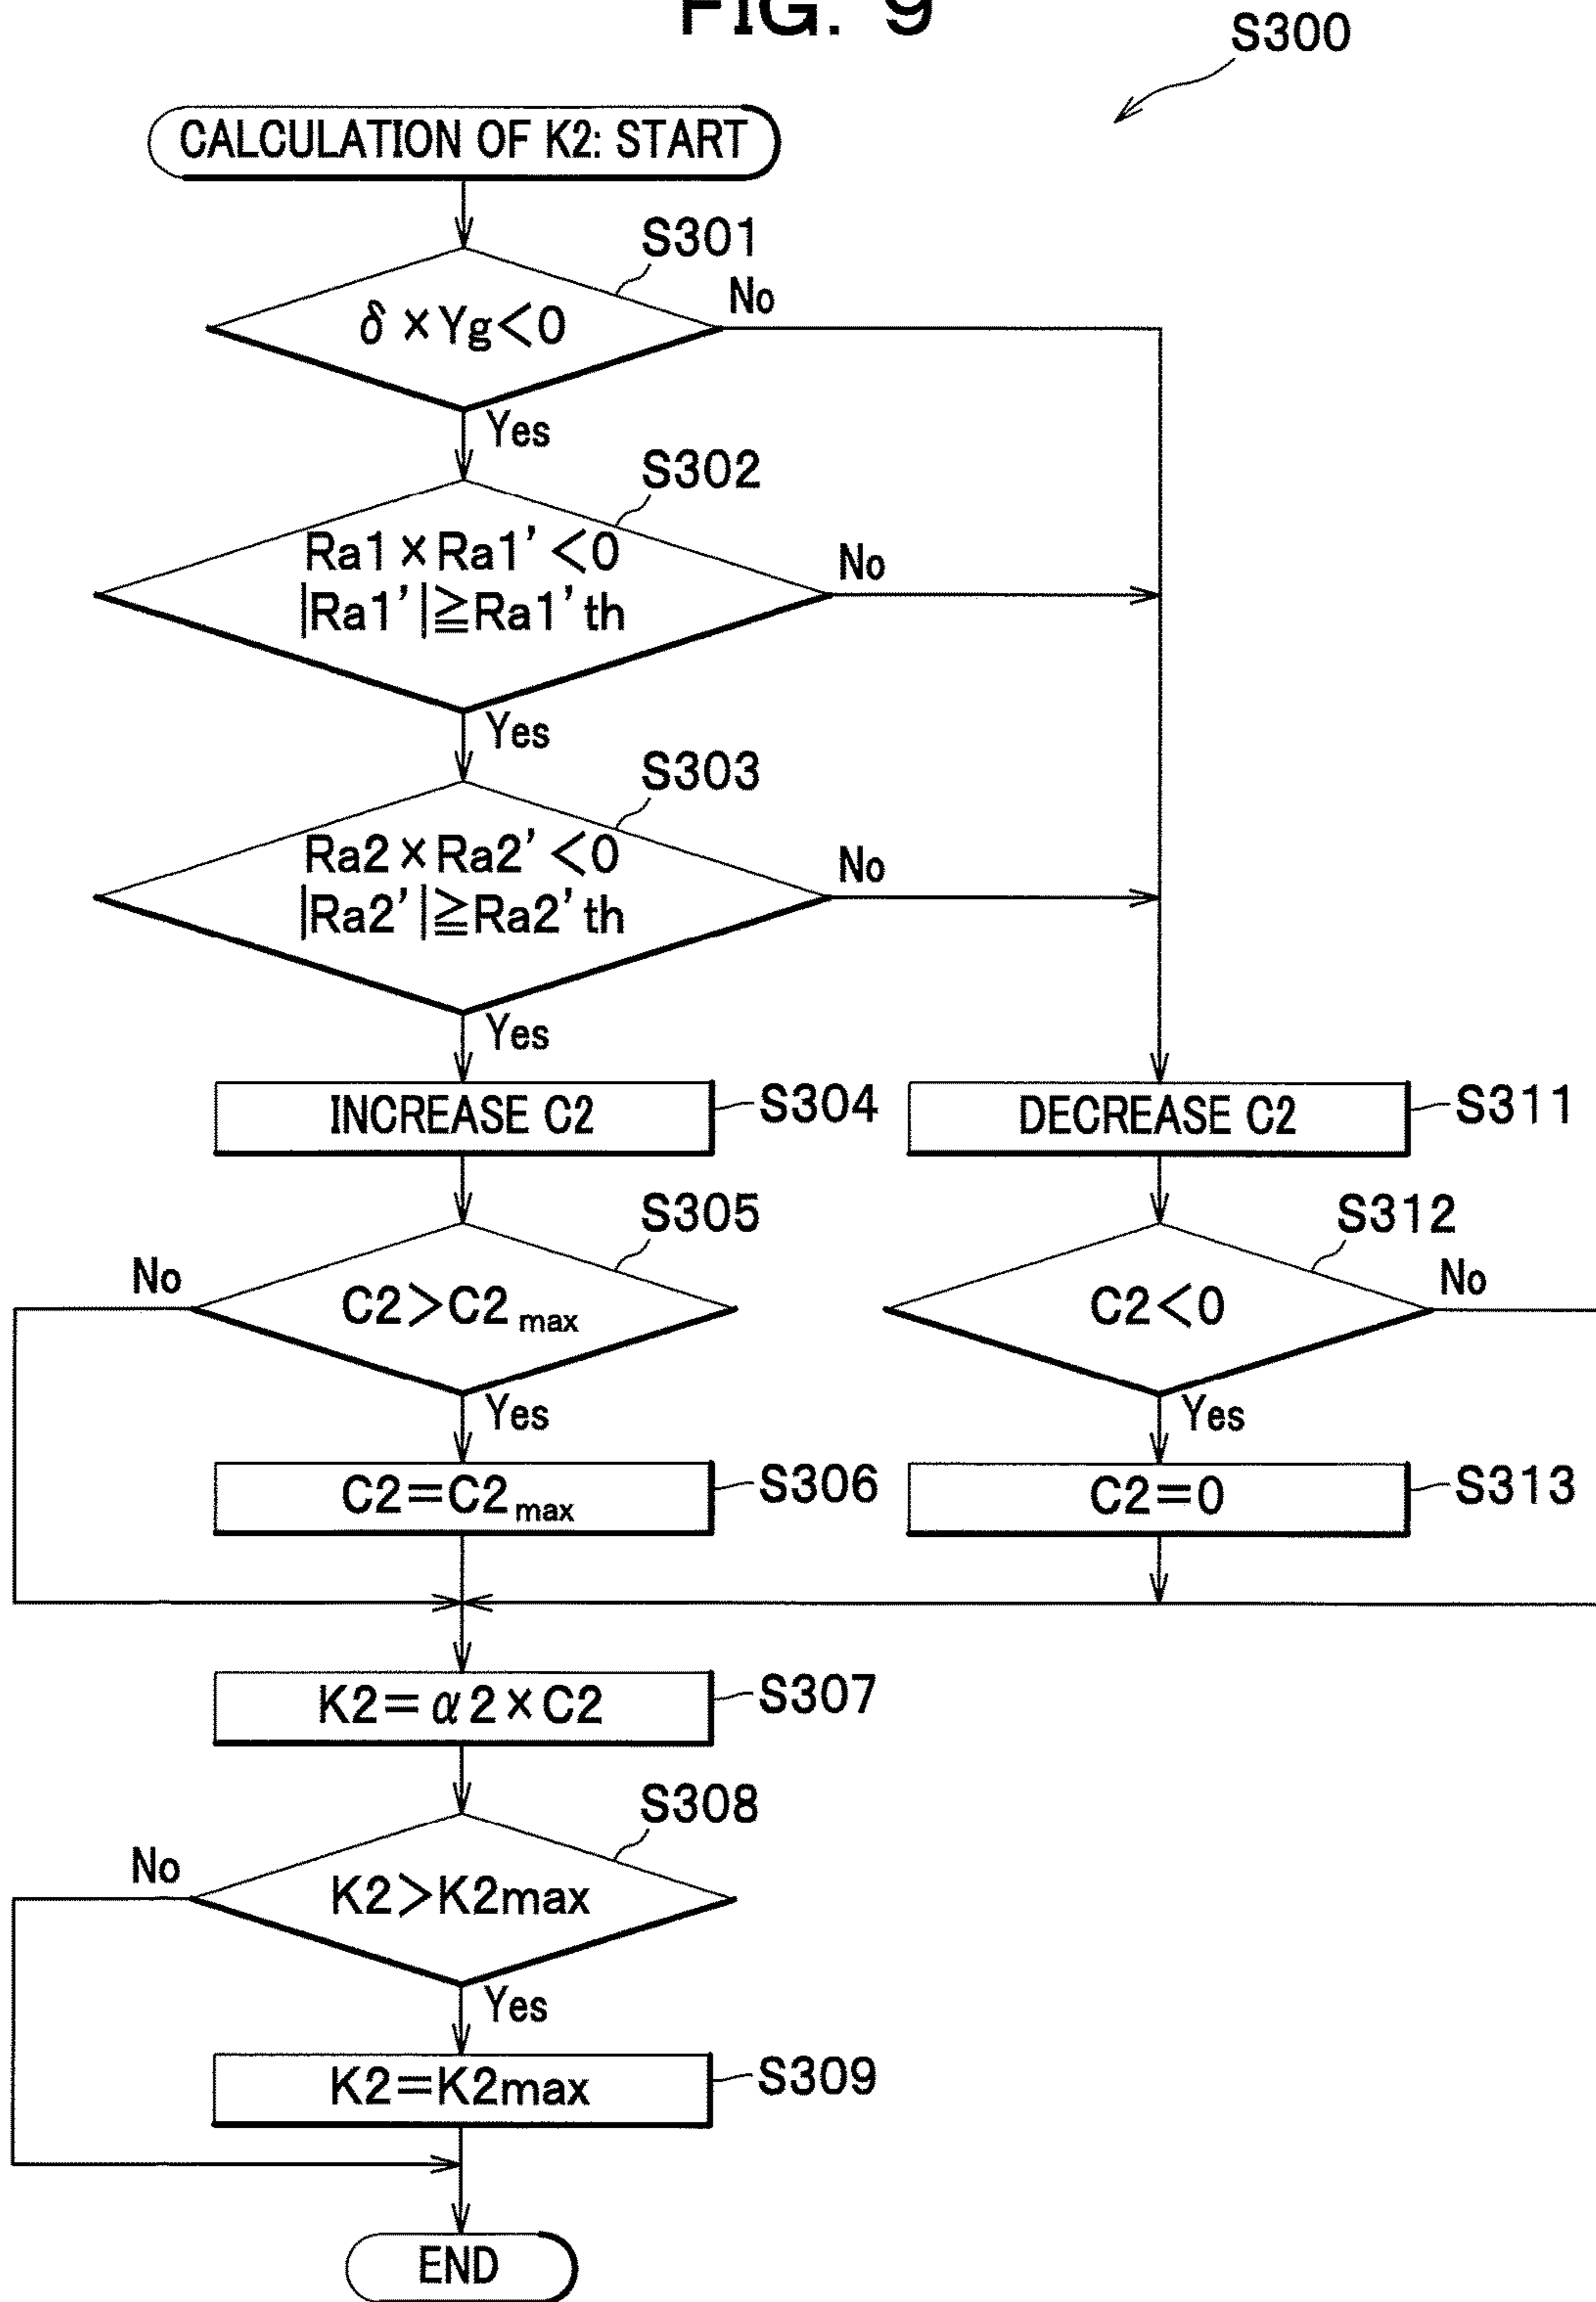 FIG. 9
S300
CALCULATION OF K2: START
S301
δ×Yg<0
No
Yes
S302
Ra1×Ra1'<0
|Ra1'|≧Ra1'th
No
Yes
S303
Ra2×Ra2'<0
|Ra2'|≧Ra2'th
No
Yes
INCREASE C2
S304
DECREASE C2
S311
S305
No
C2>C2max
Yes
S312
C2<0
No
Yes
C2=C2max
S306
C2=0
S313
K2=α2×C2
S307
S308
No
K2>K2max
Yes
K2=K2max
S309
END